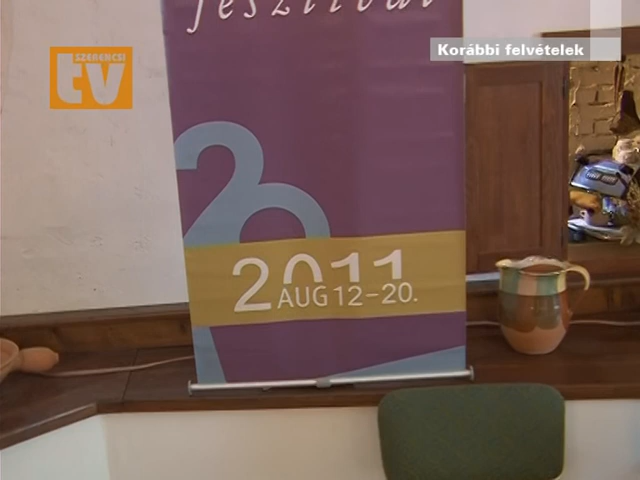 fesztivál
Korábbi felvételek
SZERENCSI
tv
20
2011
AUG 12–20.